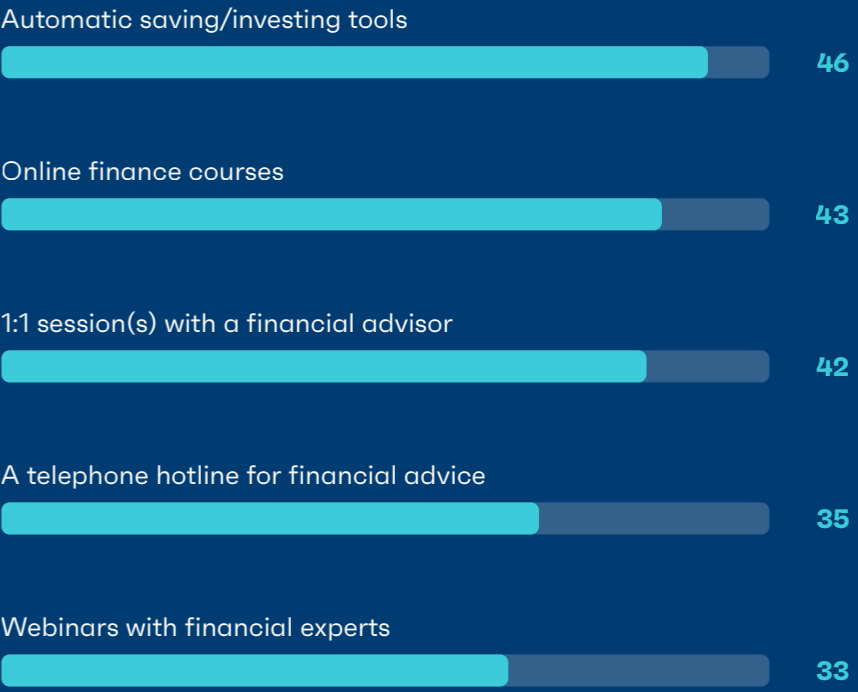 Automatic saving/investing tools
46
Online finance courses
43
1:1 session(s) with a financial advisor
42
A telephone hotline for financial advice
35
Webinars with financial experts
33